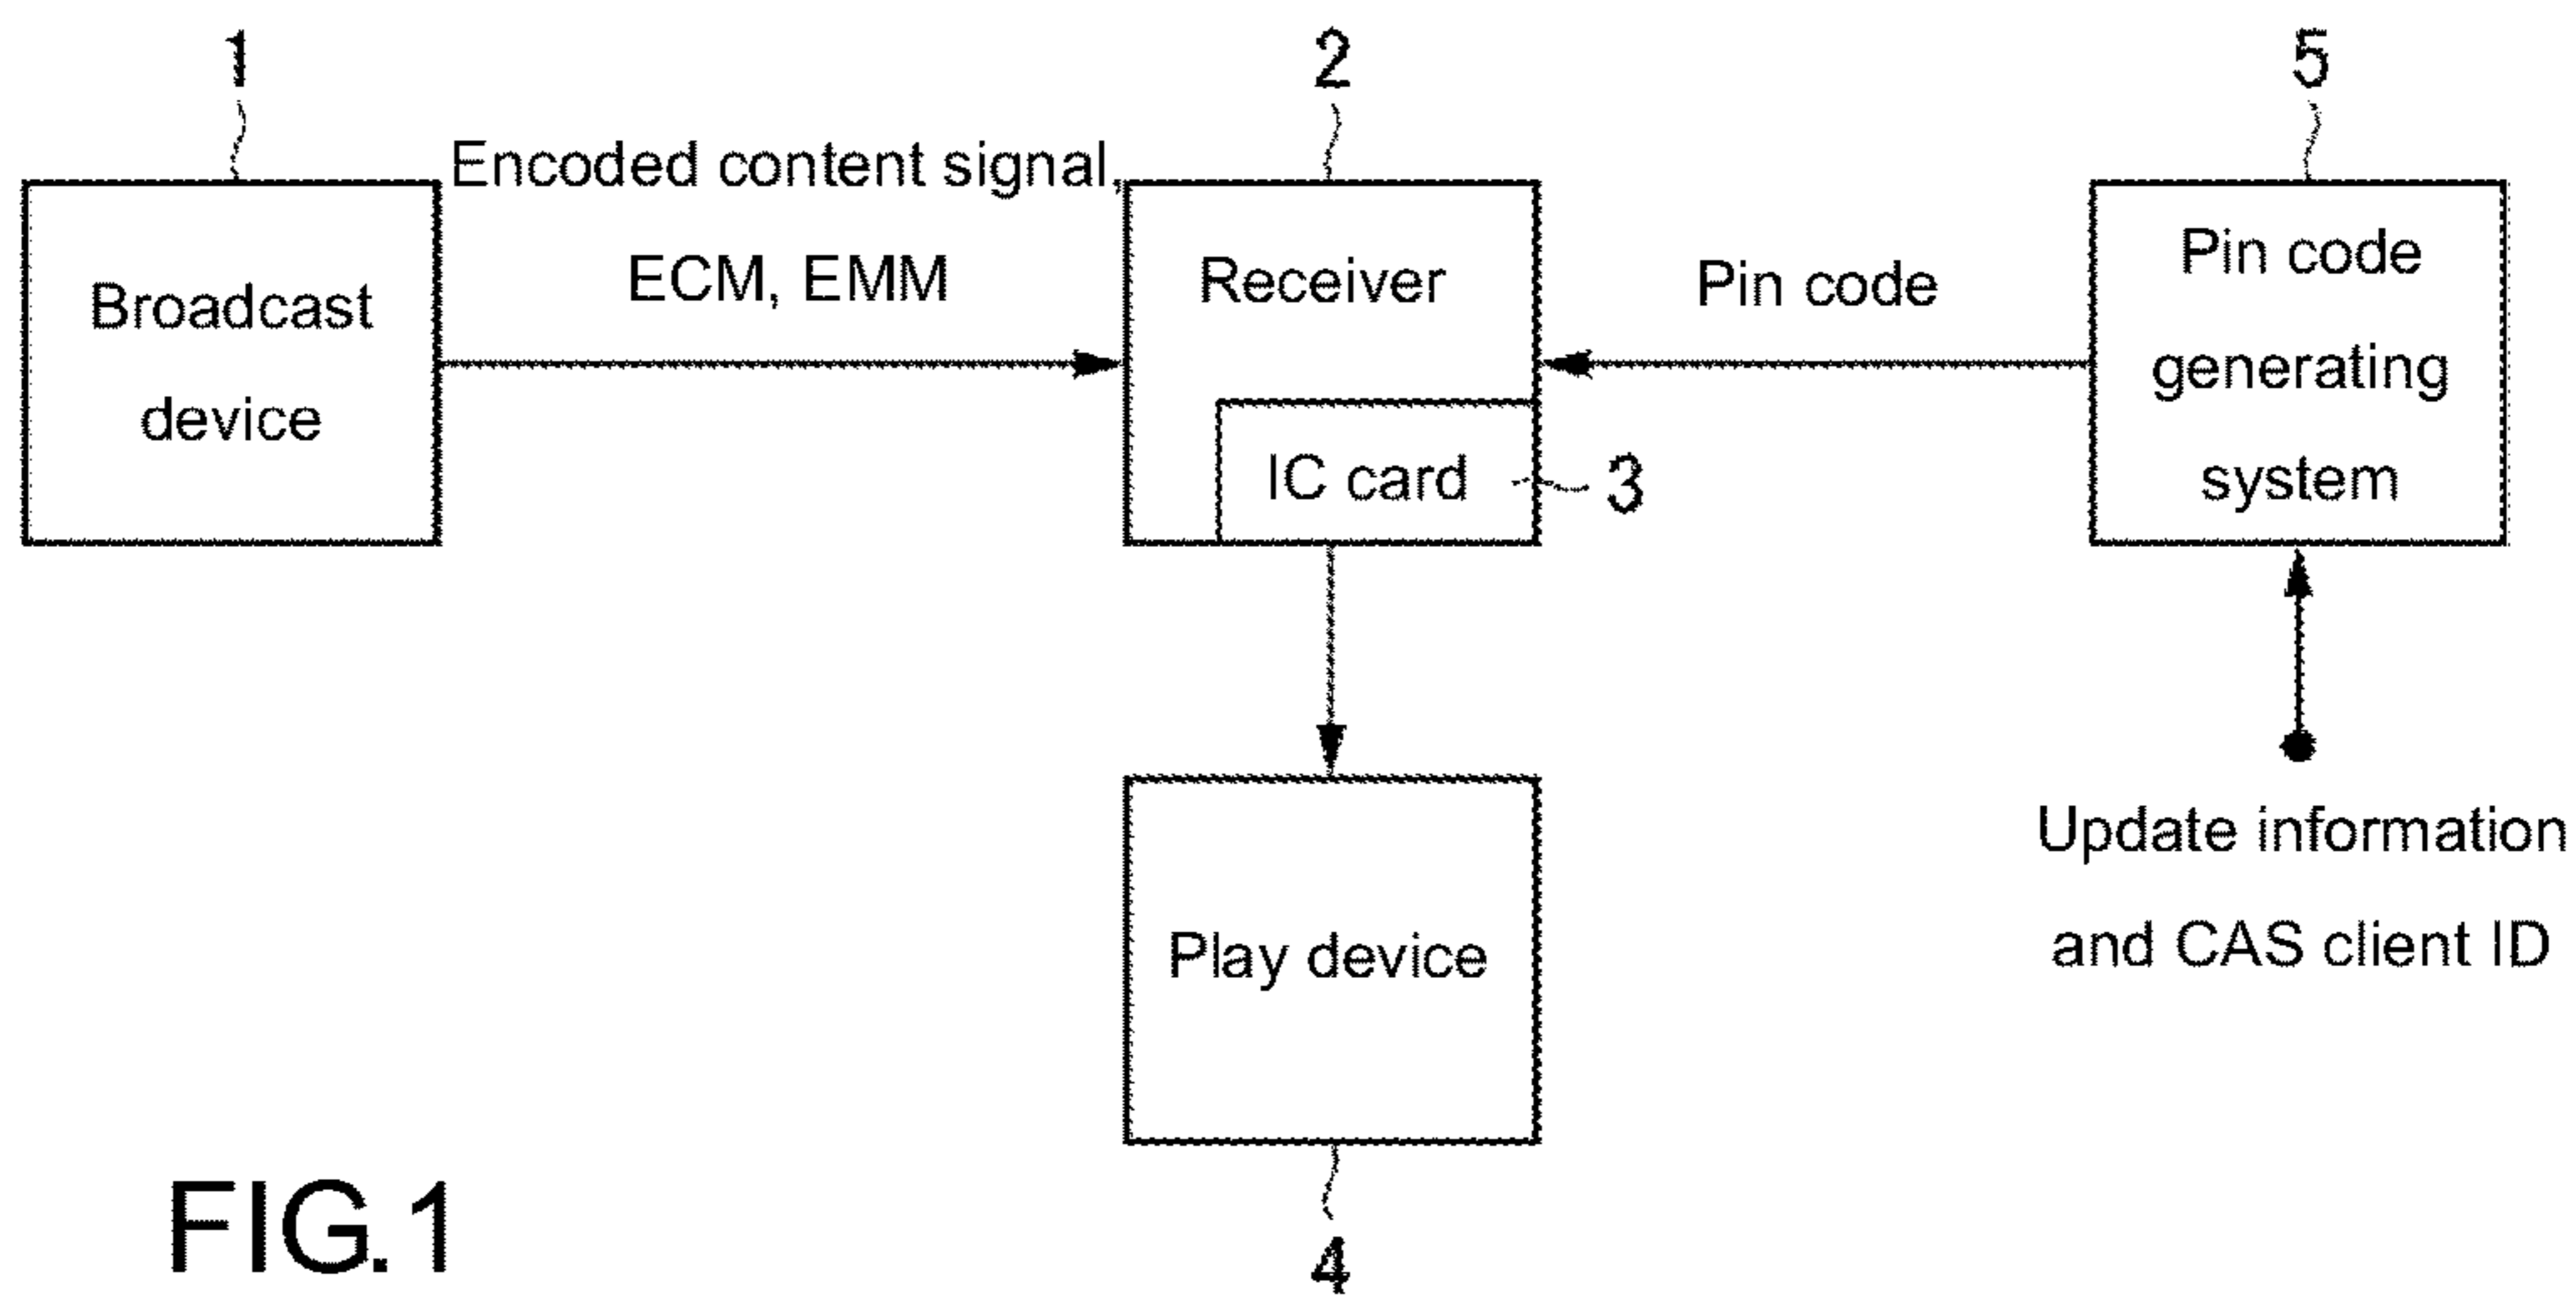 1
2
5
Encoded content signal,
ECM, EMM
Broadcast
device
Receiver
IC card
3
Pin code
Pin code
generating
system
Update information
and CAS client ID
Play device
4
FIG.1